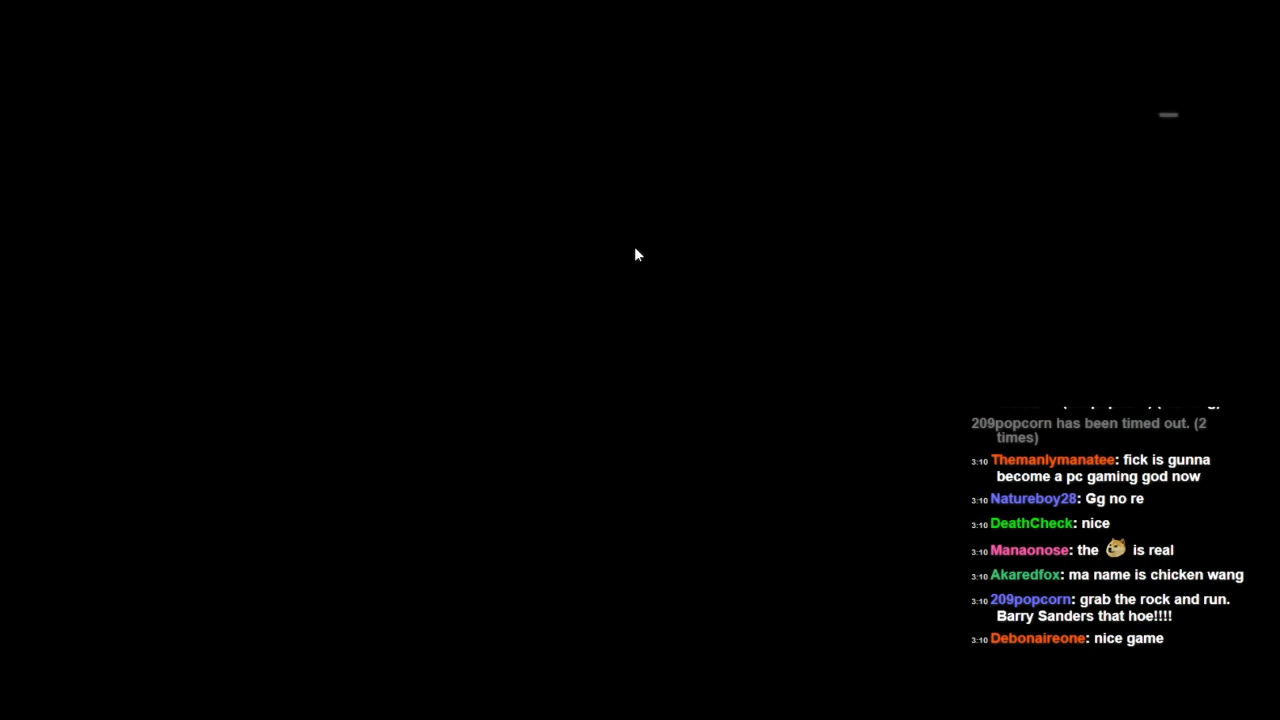 209popcorn has been timed out. (2
times)
3:10 Themanlymanatee: fick is gunna
become a pc gaming god now
3:10 Natureboy28: Gg no re
3:10 DeathCheck: nice
3:10 Manaonose: the is real
3:10 Akaredfox: ma name is chicken wang
3:10 209popcorn: grab the rock and run.
Barry Sanders that hoe!!!!
3:10 Debonaireone: nice game